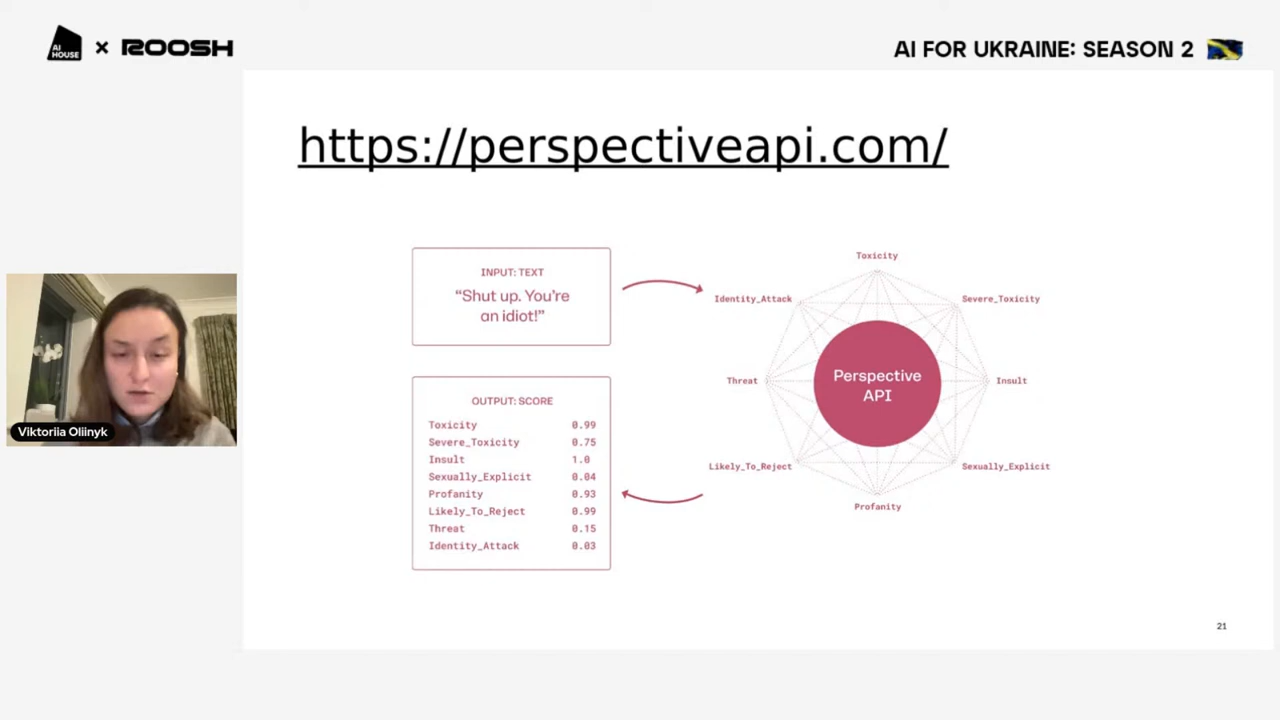 AI HOUSE × ROOSH
AI FOR UKRAINE: SEASON 2
https://perspectiveapi.com/
INPUT: TEXT
“Shut up. You're
an idiot!”
OUTPUT: SCORE
Toxicity 0.99
Severe_Toxicity 0.75
Insult 1.0
Sexually_Explicit 0.04
Profanity 0.93
Likely_To_Reject 0.99
Threat 0.15
Identity_Attack 0.03
Toxicity
Identity_Attack
Severe_Toxicity
Threat
Perspective
API
Insult
Likely_To_Reject
Sexually_Explicit
Profanity
Viktoriia Oliinyk
21